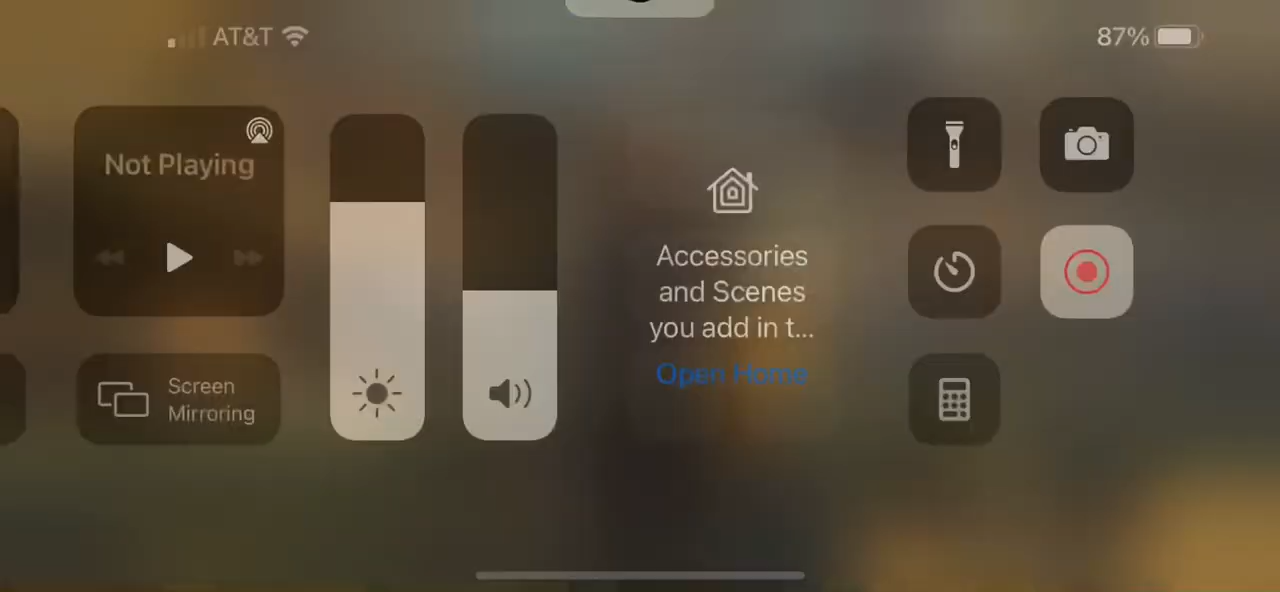 AT&T
87%
Not Playing
Screen
Mirroring
Accessories
and Scenes
you add in t...
Open Home